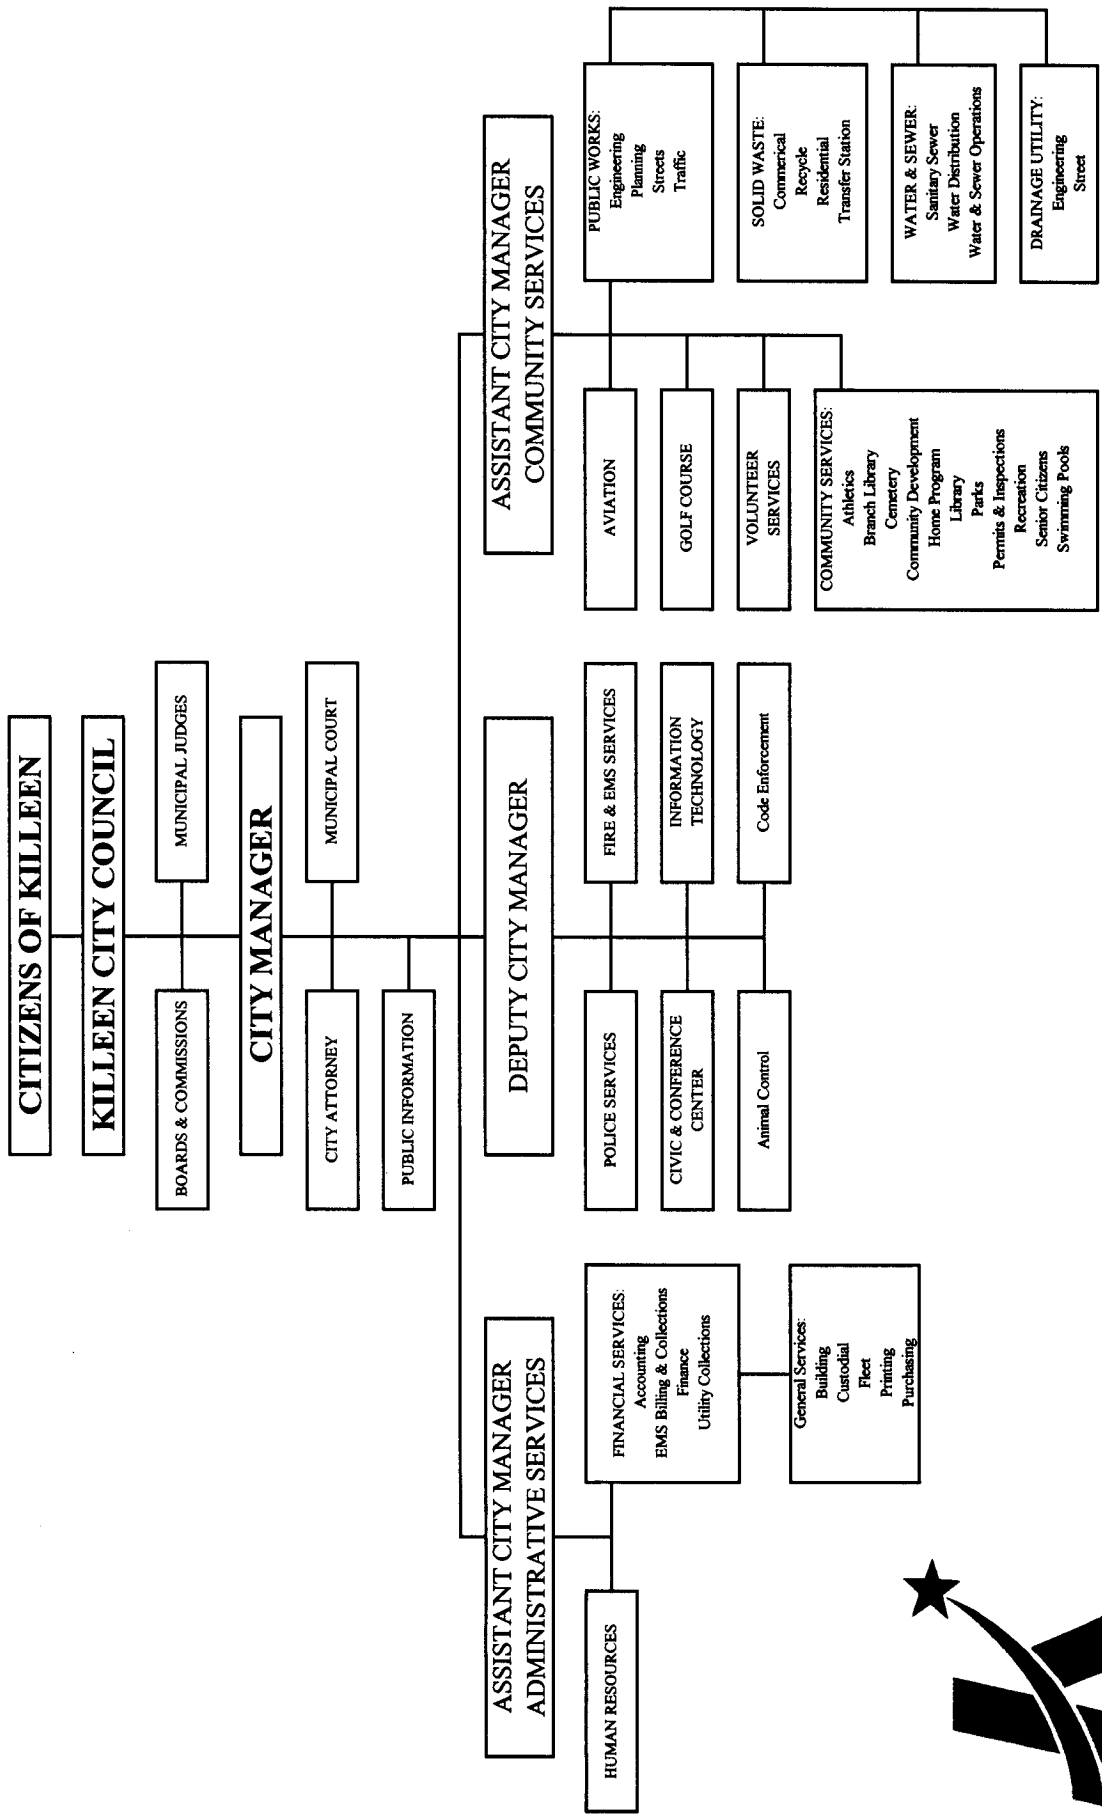 CITIZENS OF KILLEEN
KILLEEN CITY COUNCIL
BOARDS & COMMISSIONS
MUNICIPAL JUDGES
CITY MANAGER
CITY ATTORNEY
MUNICIPAL COURT
PUBLIC INFORMATION
ASSISTANT CITY MANAGER
ADMINISTRATIVE SERVICES
HUMAN RESOURCES
FINANCIAL SERVICES:
Accounting
EMS Billing & Collections
Finance
Utility Collections
General Services:
Building
Custodial
Fleet
Printing
Purchasing
DEPUTY CITY MANAGER
POLICE SERVICES
FIRE & EMS SERVICES
CIVIC & CONFERENCE
CENTER
INFORMATION
TECHNOLOGY
Animal Control
Code Enforcement
ASSISTANT CITY MANAGER
COMMUNITY SERVICES
AVIATION
GOLF COURSE
VOLUNTEER
SERVICES
COMMUNITY SERVICES:
Athletics
Branch Library
Cemetery
Community Development
Home Program
Library
Parks
Permits & Inspections
Recreation
Senior Citizens
Swimming Pools
PUBLIC WORKS:
Engineering
Planning
Streets
Traffic
SOLID WASTE:
Commerical
Recycle
Residential
Transfer Station
WATER & SEWER:
Sanitary Sewer
Water Distribution
Water & Sewer Operations
DRAINAGE UTILITY:
Engineering
Street